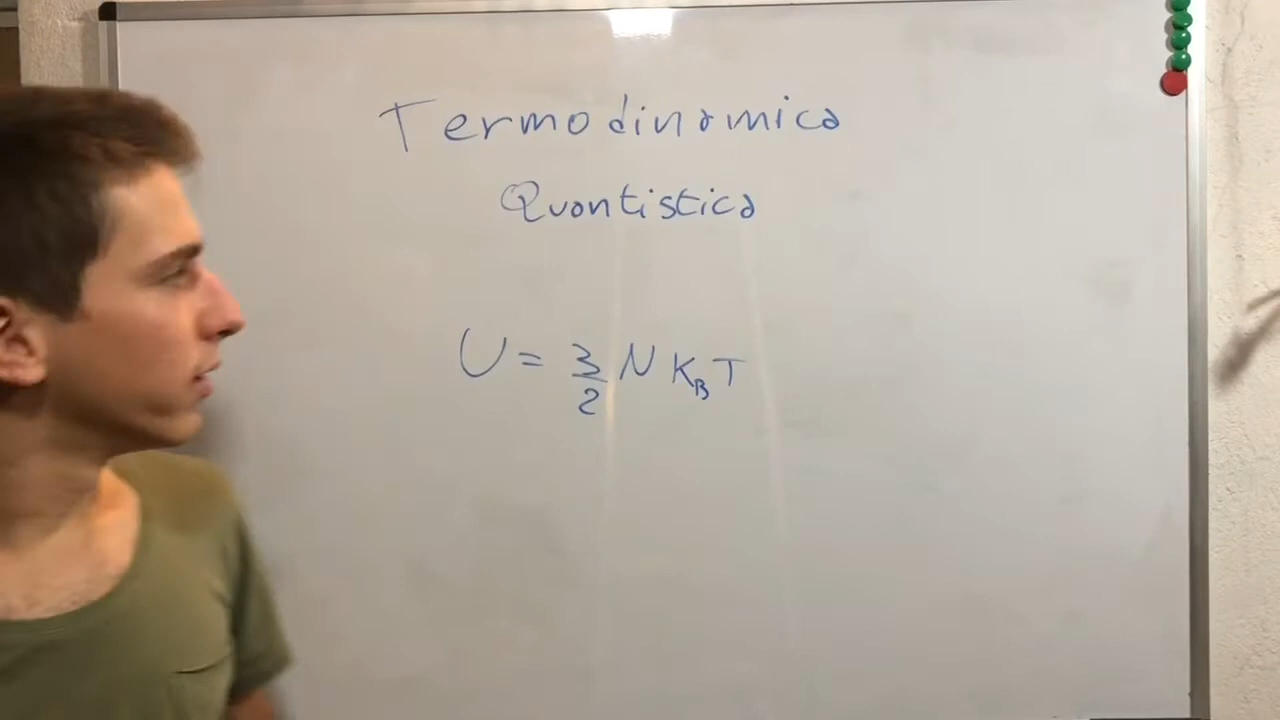 Termodinamica
Quantistica
U = 3/2 N K_B T